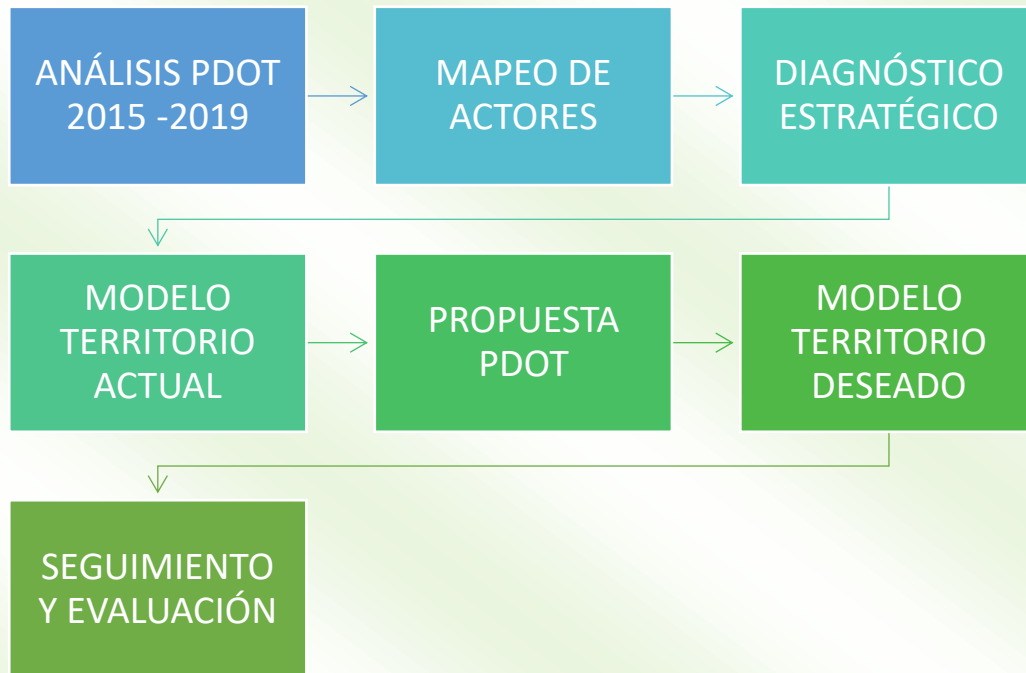 ANÁLISIS PDOT
2015 -2019
MAPEO DE
ACTORES
DIAGNÓSTICO
ESTRATÉGICO
MODELO
TERRITORIO
ACTUAL
PROPUESTA
PDOT
MODELO
TERRITORIO
DESEADO
SEGUIMIENTO
Y EVALUACIÓN